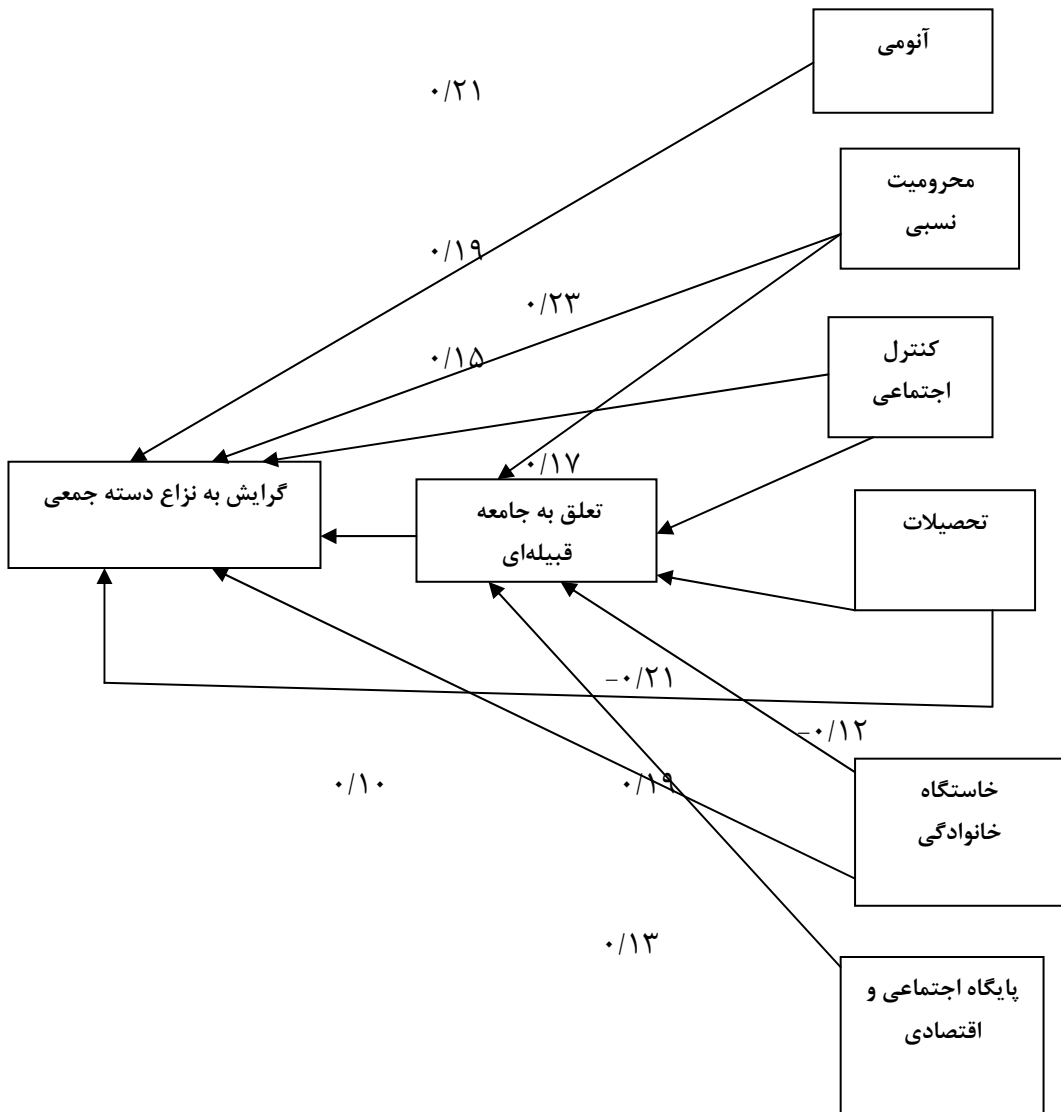 آنومی
۰/۲۱
محرومیت
نسبی
۰/۱۹
۰/۲۳
کنترل
اجتماعی
۰/۱۵
۰/۱۷
گرایش به نزاع دسته جمعی
تعلق به جامعه
قبیله‌ای
تحصیلات
-۰/۲۱
-۰/۱۲
خاستگاه
خانوادگی
۰/۱۹
۰/۱۰
۰/۱۳
پایگاه اجتماعی و
اقتصادی